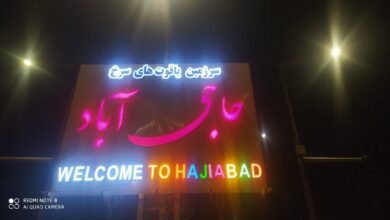 سرزمین یاقوت های سرخ
حاجی آباد
WELCOME TO HAJIABAD
REDMI NOTE 8
AI QUAD CAMERA